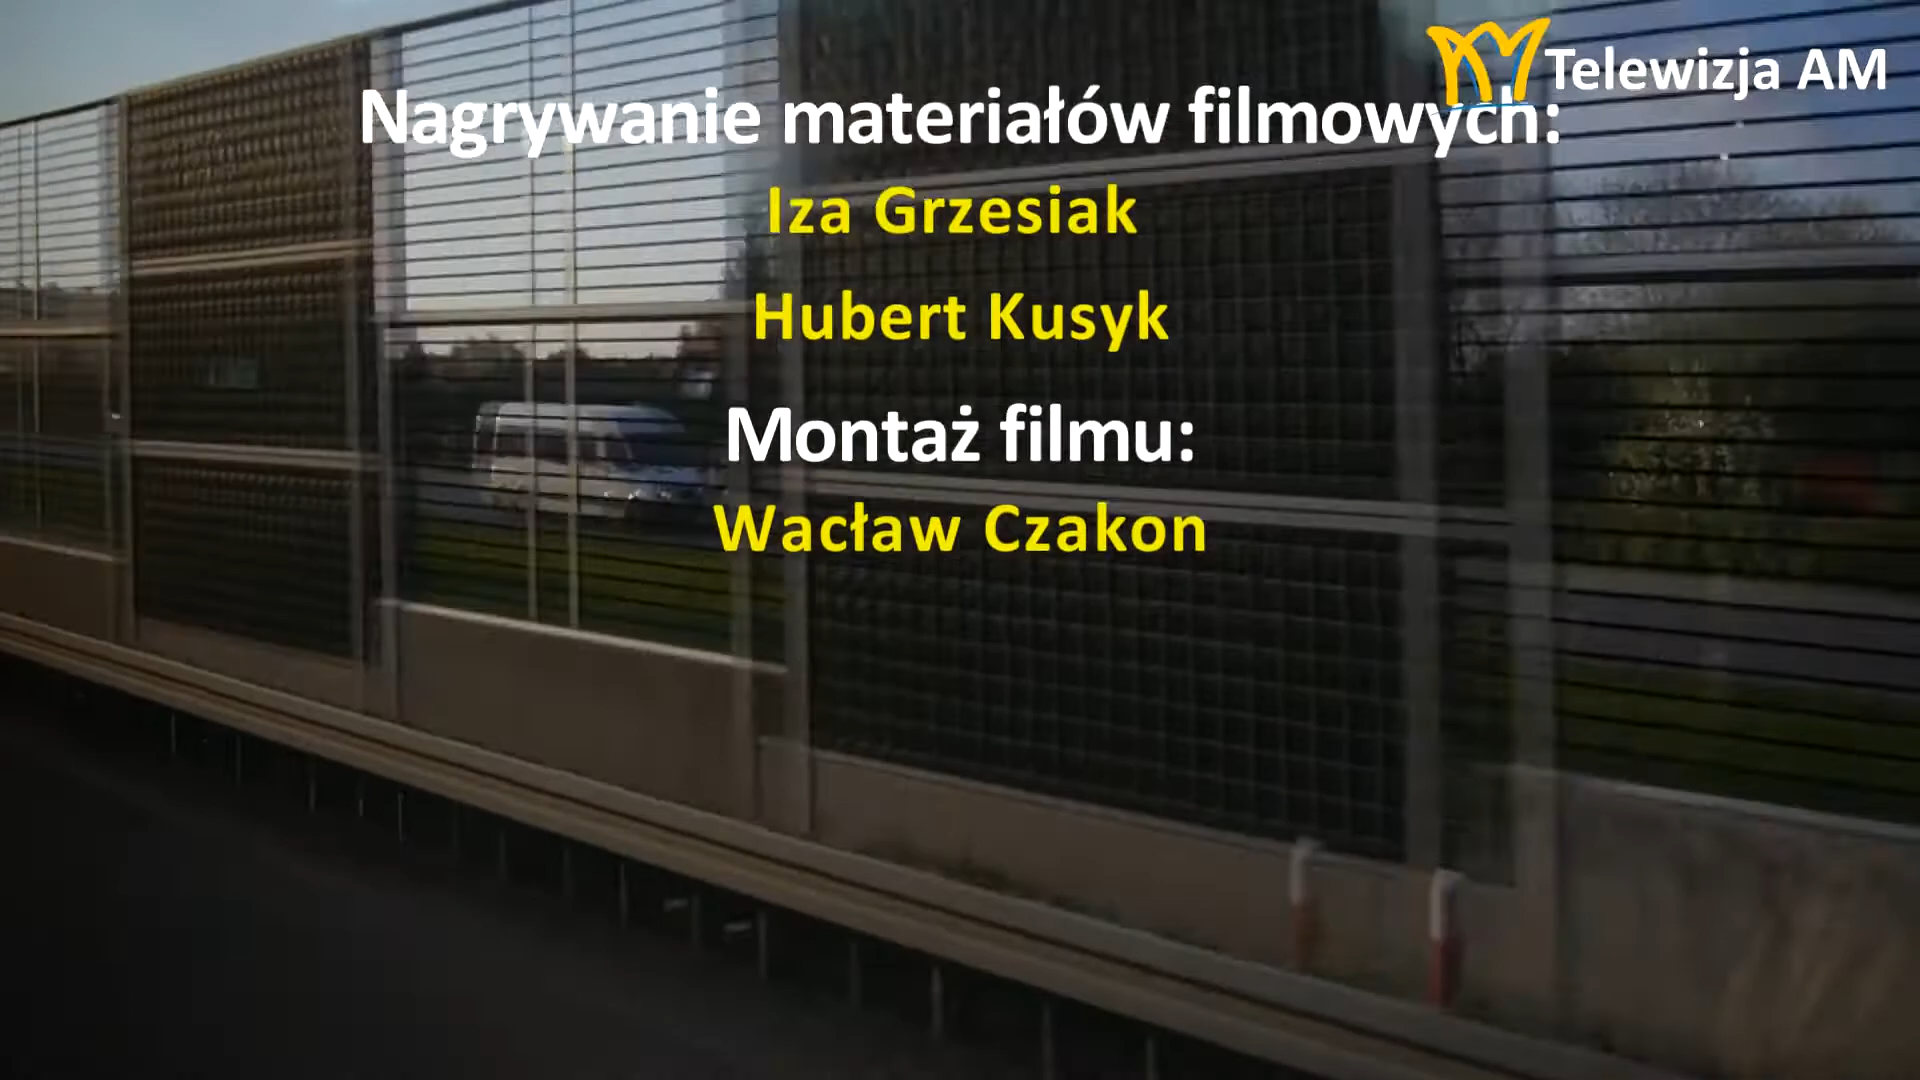 Telewizja AM
Nagrywanie materiałów filmowych:
Iza Grzesiak
Hubert Kusyk
Montaż filmu:
Wacław Czakon